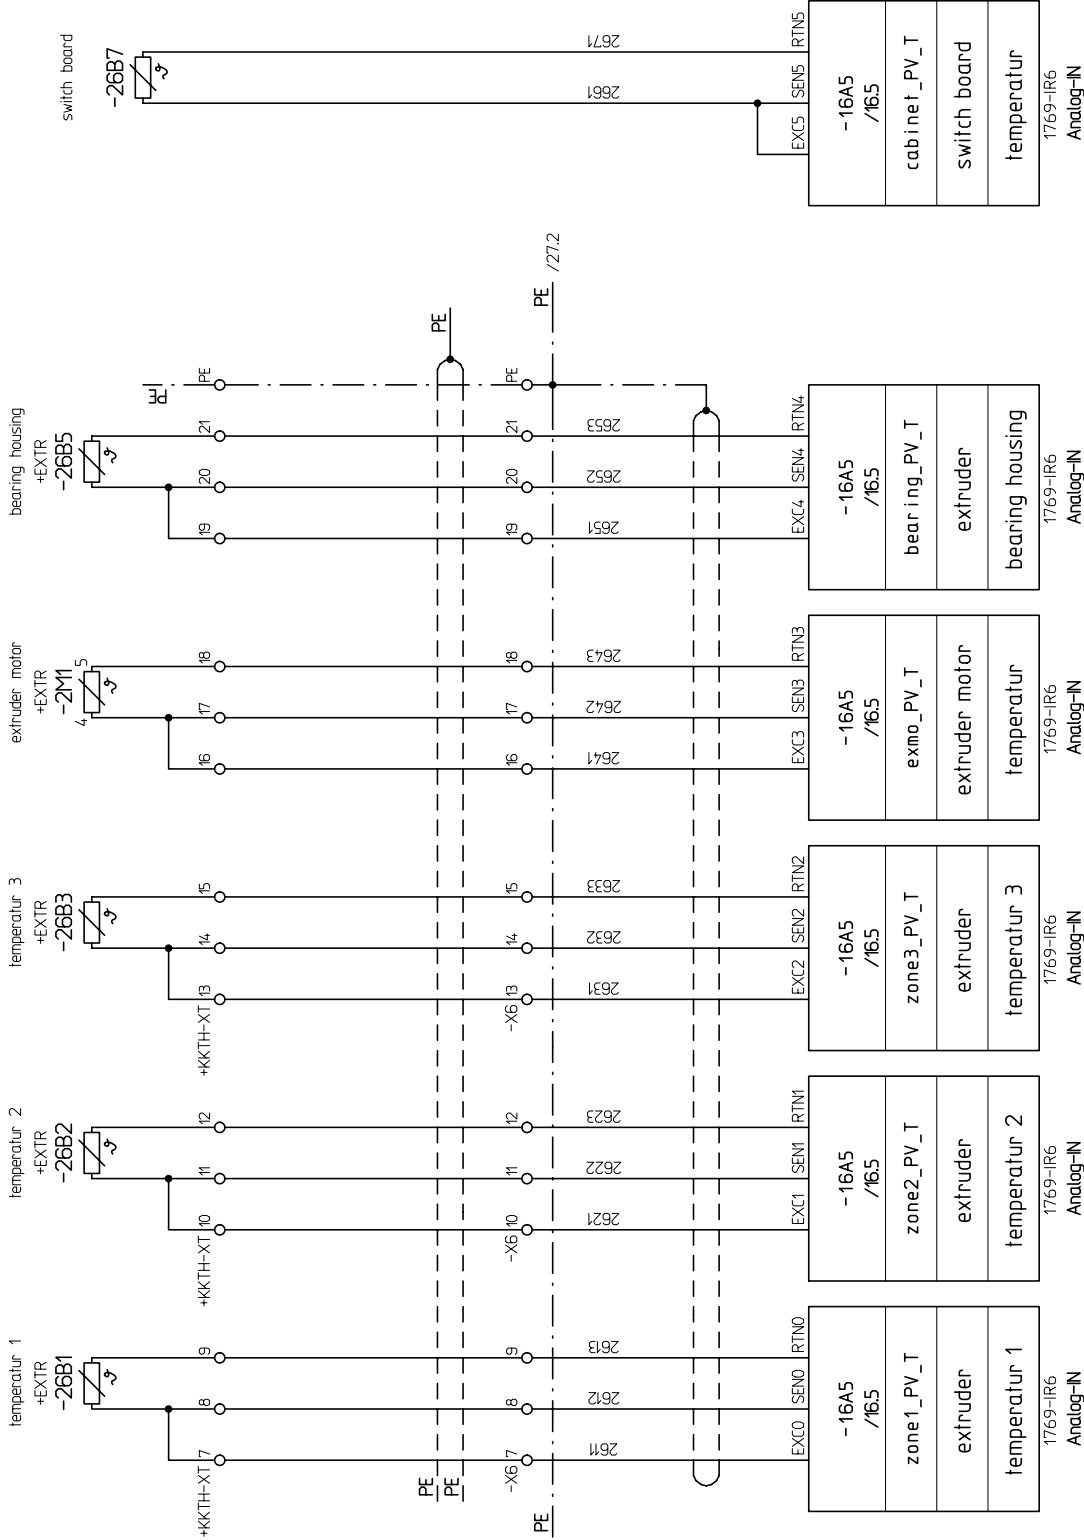 temperatur 1
+EXTR
-26B1
temperatur 2
+EXTR
-26B2
temperatur 3
+EXTR
-26B3
extruder motor
+EXTR
-2M1
4
5
bearing housing
+EXTR
-26B5
switch board
-26B7
PE
+KKTH-XT 7
8
9
+KKTH-XT 10
11
12
+KKTH-XT 13
14
15
16
17
18
19
20
21
PE
PE
PE
PE
-X6 7
8
9
-X6 10
11
12
-X6 13
14
15
16
17
18
19
20
21
PE
PE
PE /27.2
2611
2612
2613
2621
2622
2623
2631
2632
2633
2641
2642
2643
2651
2652
2653
2661
2671
EXC0
SEN0
RTN0
EXC1
SEN1
RTN1
EXC2
SEN2
RTN2
EXC3
SEN3
RTN3
EXC4
SEN4
RTN4
EXC5
SEN5
RTN5
-16A5
/16.5
zone1_PV_T
extruder
temperatur 1
1769-IR6
Analog-IN
-16A5
/16.5
zone2_PV_T
extruder
temperatur 2
1769-IR6
Analog-IN
-16A5
/16.5
zone3_PV_T
extruder
temperatur 3
1769-IR6
Analog-IN
-16A5
/16.5
exmo_PV_T
extruder motor
temperatur
1769-IR6
Analog-IN
-16A5
/16.5
bearing_PV_T
extruder
bearing housing
1769-IR6
Analog-IN
-16A5
/16.5
cabinet_PV_T
switch board
temperatur
1769-IR6
Analog-IN